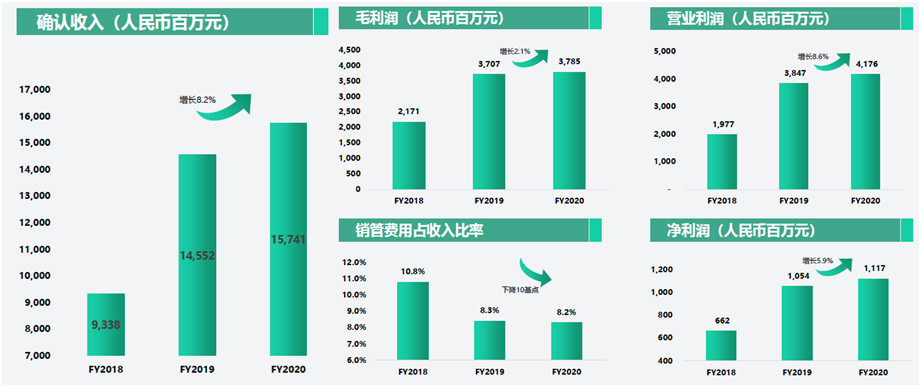 确认收入（人民币百万元）
17,000
16,000
15,000
14,000
13,000
12,000
11,000
10,000
9,000
8,000
7,000
增长8.2%
9,338
14,552
15,741
FY2018
FY2019
FY2020
毛利润（人民币百万元）
4,500
4,000
3,500
3,000
2,500
2,000
1,500
1,000
500
0
增长2.1%
2,171
3,707
3,785
FY2018
FY2019
FY2020
营业利润（人民币百万元）
5,000
4,000
3,000
2,000
1,000
-
增长8.6%
1,977
3,847
4,176
FY2018
FY2019
FY2020
销管费用占收入比率
12.0%
11.0%
10.0%
9.0%
8.0%
7.0%
6.0%
下降10基点
10.8%
8.3%
8.2%
FY2018
FY2019
FY2020
净利润（人民币百万元）
1,200
1,000
800
600
400
增长5.9%
662
1,054
1,117
FY2018
FY2019
FY2020